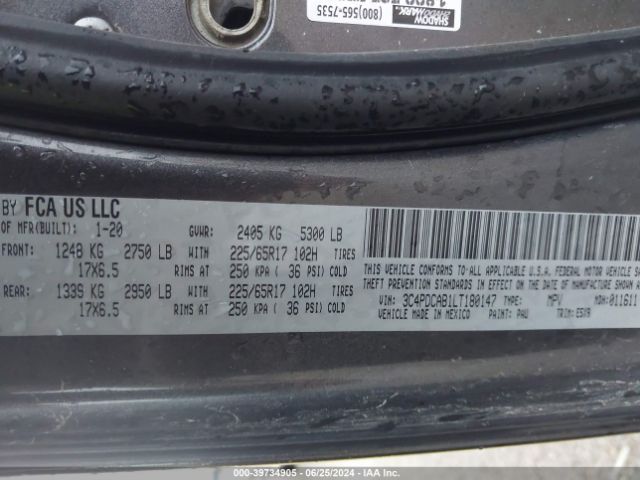 SHADOW
(800)565-7535
BY FCA US LLC
OF MFR(BUILT): 1-20 GVWR: 2405 KG 5300 LB
FRONT: 1248 KG 2750 LB WITH 225/65R17 102H TIRES
17X6.5 RIMS AT 250 KPA ( 36 PSI) COLD
REAR: 1339 KG 2950 LB WITH 225/65R17 102H TIRES
17X6.5 RIMS AT 250 KPA ( 36 PSI) COLD
THIS VEHICLE CONFORMS TO ALL APPLICABLE U.S.A. FEDERAL MOTOR
THEFT PREVENTION STANDARDS IN EFFECT ON THE DATE OF MANUFACTURE
VIN: 3C4PDCAB1LT180147 TYPE: MPV MDH: 011611
VEHICLE MADE IN MEXICO PAINT: PAU TRIM: E5X9
00-39734905 / 06/25/2024 / IAA Inc.